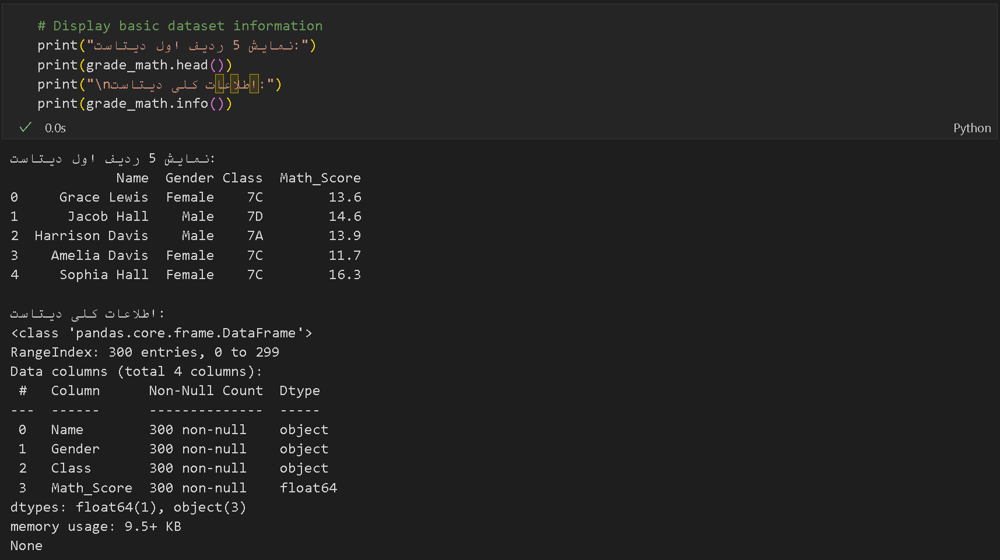 # Display basic dataset information
print("نمایش 5 ردیف اول دیتاست:")
print(grade_math.head())
print("\nاطلاعات کلی دیتاست:")
print(grade_math.info())
0.0s
Python
نمایش 5 ردیف اول دیتاست:
Name Gender Class Math_Score
0 Grace Lewis Female 7C 13.6
1 Jacob Hall Male 7D 14.6
2 Harrison Davis Male 7A 13.9
3 Amelia Davis Female 7C 11.7
4 Sophia Hall Female 7C 16.3
اطلاعات کلی دیتاست:
<class 'pandas.core.frame.DataFrame'>
RangeIndex: 300 entries, 0 to 299
Data columns (total 4 columns):
# Column Non-Null Count Dtype
--- ------ -------------- -----
0 Name 300 non-null object
1 Gender 300 non-null object
2 Class 300 non-null object
3 Math_Score 300 non-null float64
dtypes: float64(1), object(3)
memory usage: 9.5+ KB
None